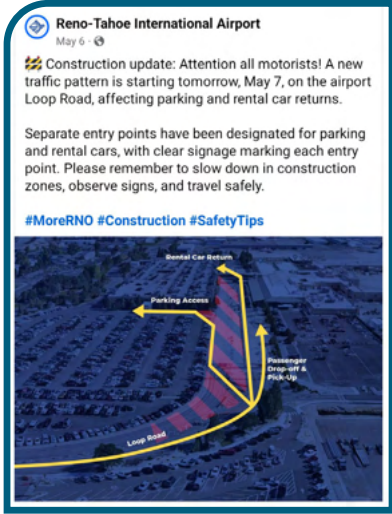 Reno-Tahoe International Airport
May 6 ·
🚧 Construction update: Attention all motorists! A new
traffic pattern is starting tomorrow, May 7, on the airport
Loop Road, affecting parking and rental car returns.
Separate entry points have been designated for parking
and rental cars, with clear signage marking each entry
point. Please remember to slow down in construction
zones, observe signs, and travel safely.
#MoreRNO #Construction #SafetyTips
Rental Car Return
Parking Access
Passenger
Drop-off &
Pick-Up
Loop Road